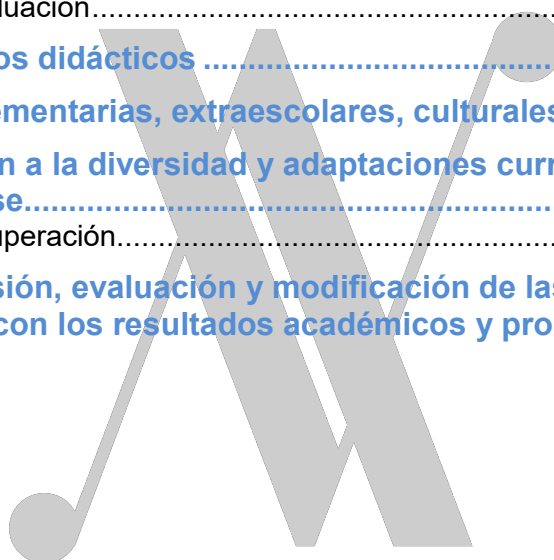 luación...............................................................
os didácticos .............................................
ementarias, extraescolares, culturales
n a la diversidad y adaptaciones curr
se.....................................................................
uperación............................................................
sión, evaluación y modificación de las
con los resultados académicos y pro